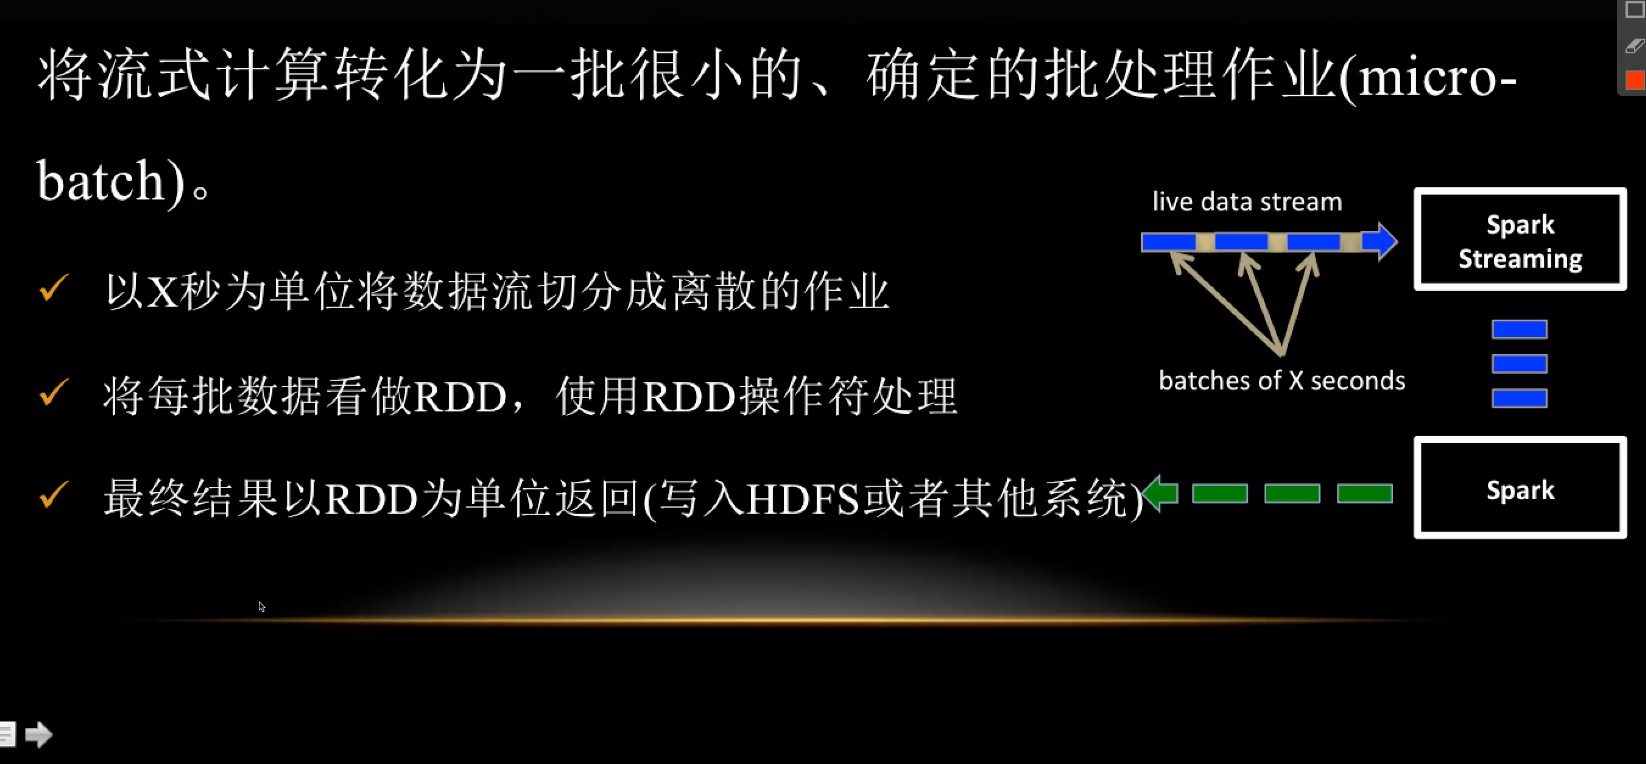 将流式计算转化为一批很小的、确定的批处理作业(micro-
batch)。
以X秒为单位将数据流切分成离散的作业
将每批数据看做RDD，使用RDD操作符处理
最终结果以RDD为单位返回(写入HDFS或者其他系统)
live data stream
Spark
Streaming
batches of X seconds
Spark